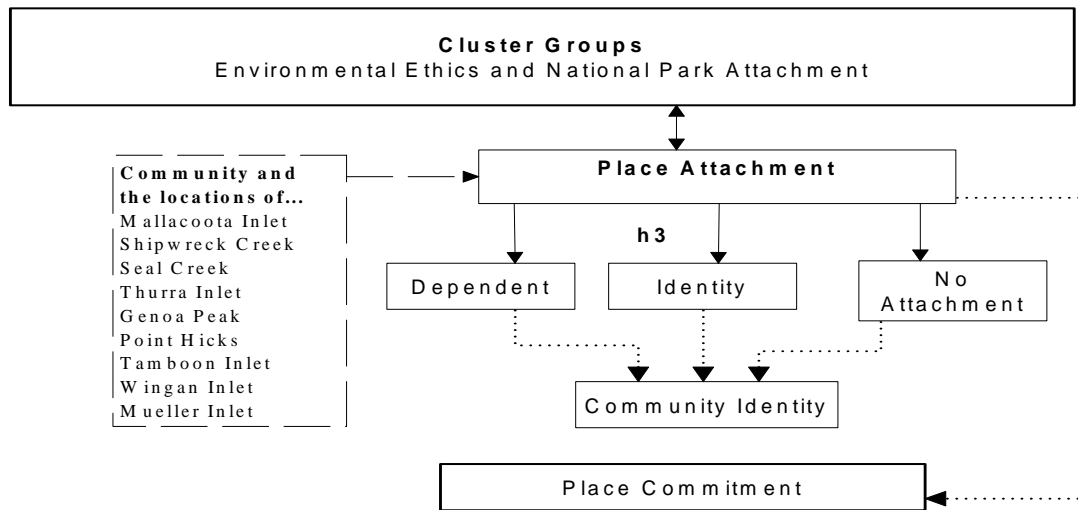 Cluster Groups
Environmental Ethics and National Park Attachment
Community and
the locations of...
Mallacoota Inlet
Shipwreck Creek
Seal Creek
Thurra Inlet
Genoa Peak
Point Hicks
Tamboon Inlet
Wingan Inlet
Mueller Inlet
Place Attachment
h3
Dependent
Identity
No
Attachment
Community Identity
Place Commitment